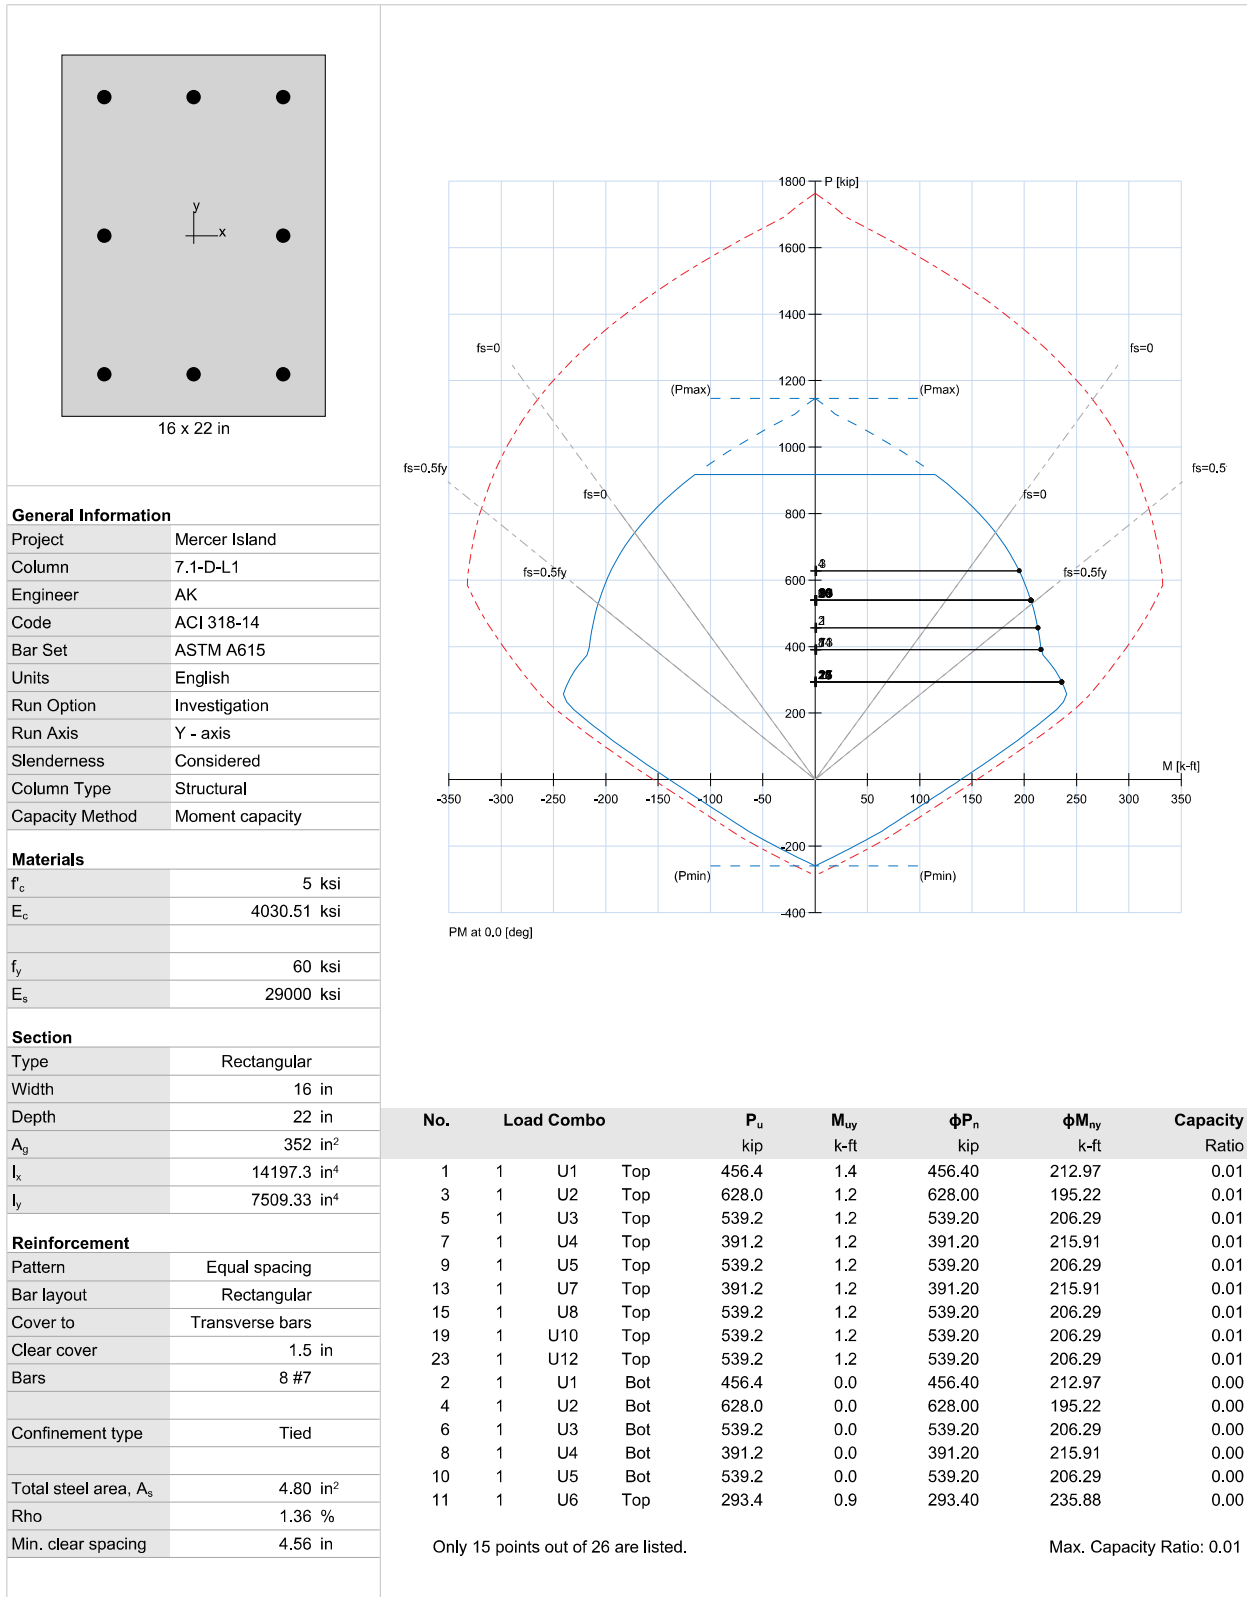 y
x
16 x 22 in
General Information
Project Mercer Island
Column 7.1-D-L1
Engineer AK
Code ACI 318-14
Bar Set ASTM A615
Units English
Run Option Investigation
Run Axis Y - axis
Slenderness Considered
Column Type Structural
Capacity Method Moment capacity
Materials
f'c 5 ksi
Ec 4030.51 ksi
fy 60 ksi
Es 29000 ksi
Section
Type Rectangular
Width 16 in
Depth 22 in
Ag 352 in²
Ix 14197.3 in⁴
Iy 7509.33 in⁴
Reinforcement
Pattern Equal spacing
Bar layout Rectangular
Cover to Transverse bars
Clear cover 1.5 in
Bars 8 #7
Confinement type Tied
Total steel area, As 4.80 in²
Rho 1.36 %
Min. clear spacing 4.56 in
1800 P [kip]
1600
1400
fs=0 fs=0
1200
(Pmax) (Pmax)
1000
fs=0.5fy fs=0.5
fs=0 fs=0
800
600
fs=0.5fy fs=0.5fy
400
200
M [k-ft]
-350 -300 -250 -200 -150 -100 -50 50 100 150 200 250 300 350
-200
(Pmin) (Pmin)
-400
PM at 0.0 [deg]
No. Load Combo Pu Muy ϕPn ϕMny Capacity
kip k-ft kip k-ft Ratio
1 1 U1 Top 456.4 1.4 456.40 212.97 0.01
3 1 U2 Top 628.0 1.2 628.00 195.22 0.01
5 1 U3 Top 539.2 1.2 539.20 206.29 0.01
7 1 U4 Top 391.2 1.2 391.20 215.91 0.01
9 1 U5 Top 539.2 1.2 539.20 206.29 0.01
13 1 U7 Top 391.2 1.2 391.20 215.91 0.01
15 1 U8 Top 539.2 1.2 539.20 206.29 0.01
19 1 U10 Top 539.2 1.2 539.20 206.29 0.01
23 1 U12 Top 539.2 1.2 539.20 206.29 0.01
2 1 U1 Bot 456.4 0.0 456.40 212.97 0.00
4 1 U2 Bot 628.0 0.0 628.00 195.22 0.00
6 1 U3 Bot 539.2 0.0 539.20 206.29 0.00
8 1 U4 Bot 391.2 0.0 391.20 215.91 0.00
10 1 U5 Bot 539.2 0.0 539.20 206.29 0.00
11 1 U6 Top 293.4 0.9 293.40 235.88 0.00
Only 15 points out of 26 are listed. Max. Capacity Ratio: 0.01